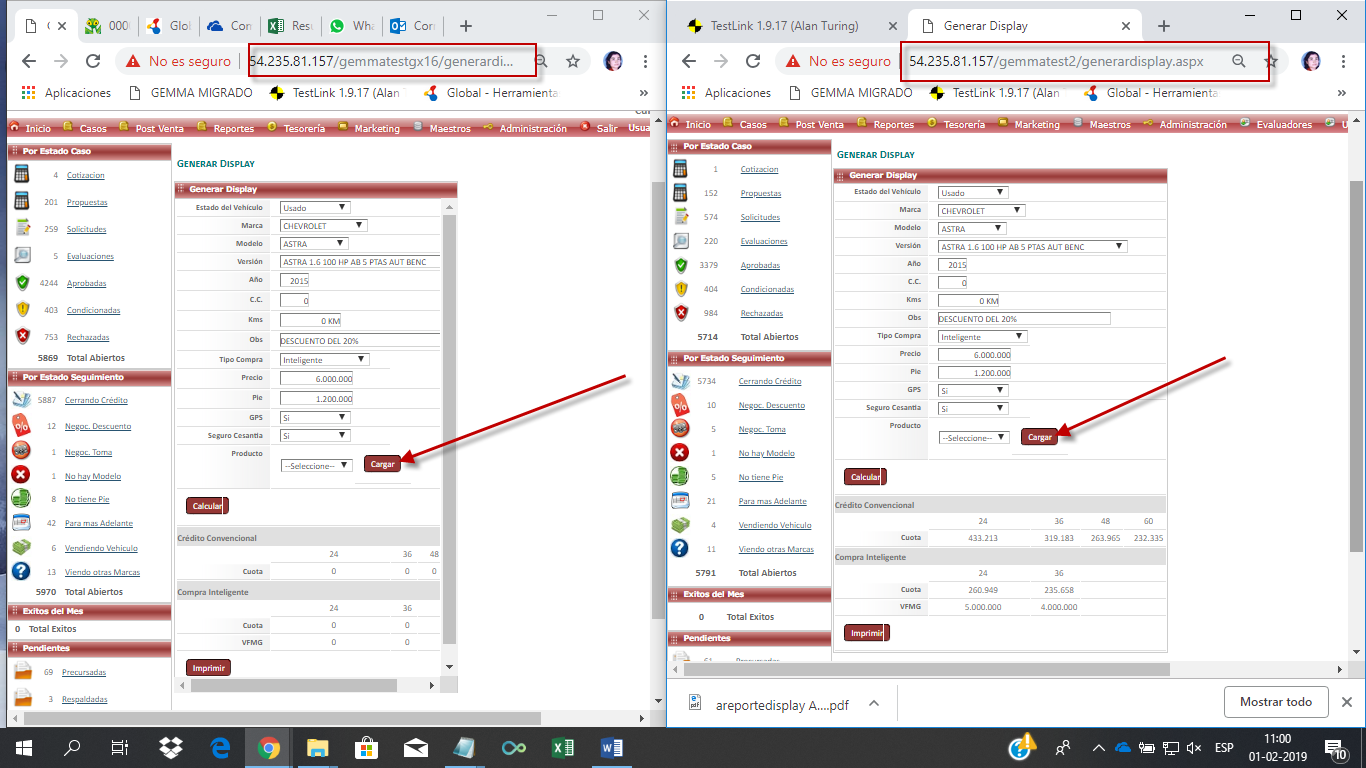 000
Glo
Con
Resu
Wha
Cor
No es seguro
54.235.81.157/gemmatestgx16/generardi...
Aplicaciones
GEMMA MIGRADO
TestLink 1.9.17 (Alan
Global - Herramienta
»
Inicio Casos Post Venta Reportes Tesorería Marketing Maestros Administración Salir Usua
Por Estado Caso
4 Cotizacion
201 Propuestas
259 Solicitudes
5 Evaluaciones
4244 Aprobadas
403 Condicionadas
753 Rechazadas
5869 Total Abiertos
Por Estado Seguimiento
5887 Cerrando Crédito
12 Negoc. Descuento
1 Negoc. Toma
1 No hay Modelo
8 No tiene Pie
42 Para mas Adelante
6 Vendiendo Vehiculo
13 Viendo otras Marcas
5970 Total Abiertos
Exitos del Mes
0 Total Exitos
Pendientes
69 Precursadas
3 Respaldadas
GENERAR DISPLAY
Generar Display
Estado del Vehiculo Usado
Marca CHEVROLET
Modelo ASTRA
Versión ASTRA 1.6 100 HP AB 5 PTAS AUT BENC
Año 2015
C.C. 0
Kms 0 KM
Obs DESCUENTO DEL 20%
Tipo Compra Inteligente
Precio 6.000.000
Pie 1.200.000
GPS Si
Seguro Cesantia Si
Producto --Seleccione-- Cargar
Calcular
Crédito Convencional
24 36 48
Cuota 0 0 0
Compra Inteligente
24 36
Cuota 0 0
VFMG 0 0
Imprimir
TestLink 1.9.17 (Alan Turing)
Generar Display
No es seguro
54.235.81.157/gemmatest2/generardisplay.aspx
Aplicaciones
GEMMA MIGRADO
TestLink 1.9.17 (Alan
Global - Herramienta
»
Inicio Casos Post Venta Reportes Tesorería Marketing Maestros Administración Evaluadores U
Por Estado Caso
1 Cotizacion
152 Propuestas
574 Solicitudes
220 Evaluaciones
3379 Aprobadas
404 Condicionadas
984 Rechazadas
5714 Total Abiertos
Por Estado Seguimiento
5734 Cerrando Crédito
10 Negoc. Descuento
5 Negoc. Toma
1 No hay Modelo
5 No tiene Pie
21 Para mas Adelante
4 Vendiendo Vehiculo
11 Viendo otras Marcas
5791 Total Abiertos
Exitos del Mes
0 Total Exitos
Pendientes
61 Precursadas
GENERAR DISPLAY
Generar Display
Estado del Vehiculo Usado
Marca CHEVROLET
Modelo ASTRA
Versión ASTRA 1.6 100 HP AB 5 PTAS AUT BENC
Año 2015
C.C. 0
Kms 0 KM
Obs DESCUENTO DEL 20%
Tipo Compra Inteligente
Precio 6.000.000
Pie 1.200.000
GPS Si
Seguro Cesantia Si
Producto --Seleccione-- Cargar
Calcular
Crédito Convencional
24 36 48 60
Cuota 433.213 319.183 263.965 232.335
Compra Inteligente
24 36
Cuota 260.949 235.658
VFMG 5.000.000 4.000.000
Imprimir
areportedisplay A....pdf
Mostrar todo
ESP
11:00
01-02-2019
10